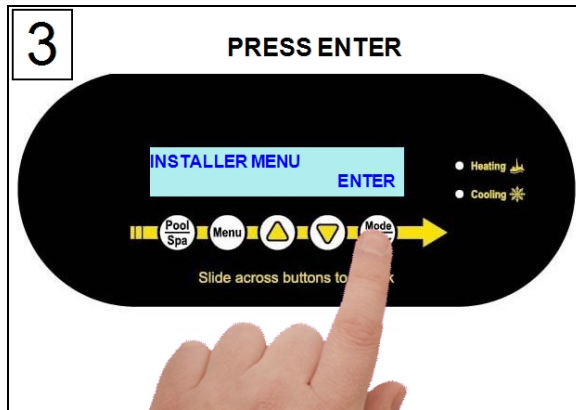 3
PRESS ENTER
INSTALLER MENU
ENTER
Heating
Cooling
Pool
Spa
Menu
Mode
Slide across buttons to